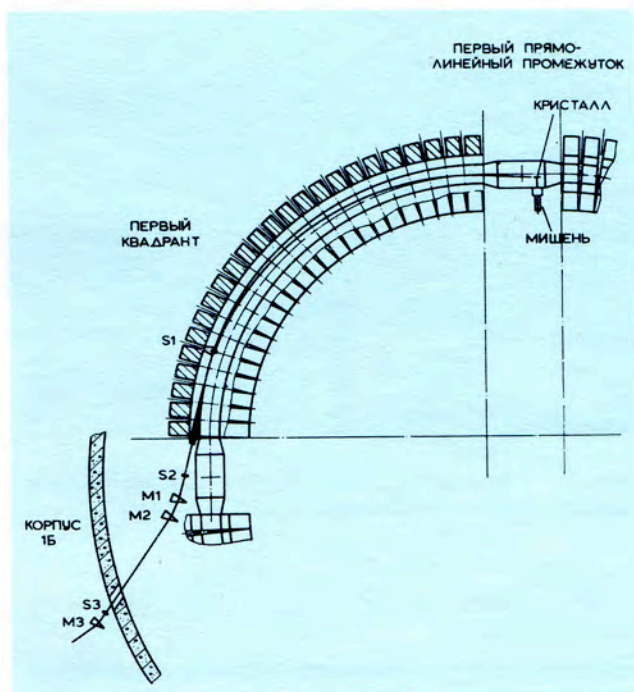 ПЕРВЫЙ ПРЯМО-
ЛИНЕЙНЫЙ ПРОМЕЖУТОК
КРИСТАЛЛ
ПЕРВЫЙ
КВАДРАНТ
МИШЕНЬ
S1
S2
M1
M2
КОРПУС
1Б
S3
M3